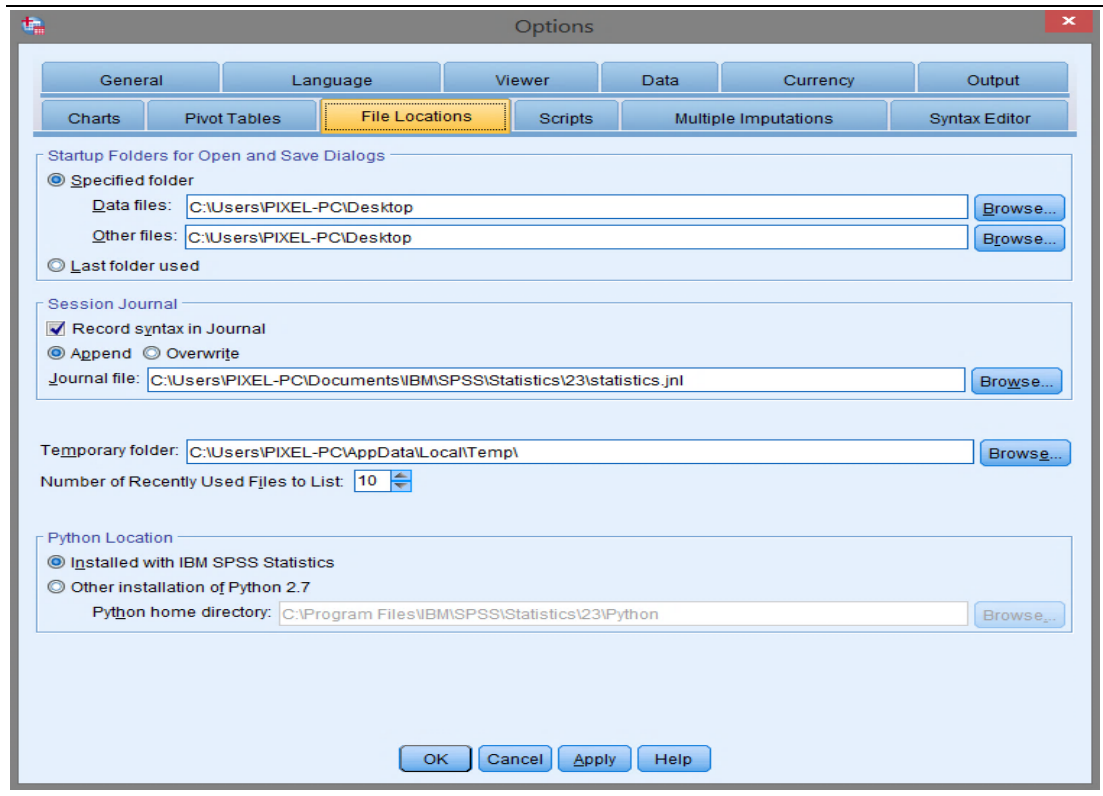 Options
General Language Viewer Data Currency Output
Charts Pivot Tables File Locations Scripts Multiple Imputations Syntax Editor
Startup Folders for Open and Save Dialogs
Specified folder
Data files: C:\Users\PIXEL-PC\Desktop Browse...
Other files: C:\Users\PIXEL-PC\Desktop Browse...
Last folder used
Session Journal
Record syntax in Journal
Append Overwrite
Journal file: C:\Users\PIXEL-PC\Documents\IBM\SPSS\Statistics\23\statistics.jnl Browse...
Temporary folder: C:\Users\PIXEL-PC\AppData\Local\Temp\ Browse...
Number of Recently Used Files to List: 10
Python Location
Installed with IBM SPSS Statistics
Other installation of Python 2.7
Python home directory: C:\Program Files\IBM\SPSS\Statistics\23\Python Browse...
OK Cancel Apply Help